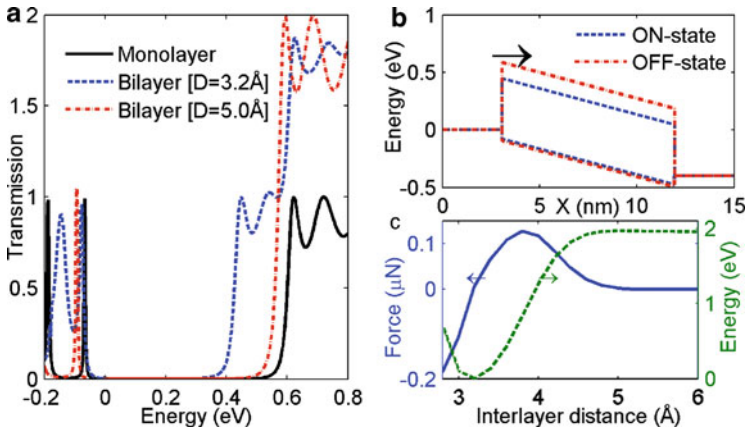 a
Transmission
2
1.5
1
0.5
0
-0.2
0
0.2
0.4
0.6
0.8
Energy (eV)
Monolayer
Bilayer [D=3.2Å]
Bilayer [D=5.0Å]
b
Energy (eV)
1
0.5
0
-0.5
0
5
X (nm)
10
15
ON-state
OFF-state
c
Force (µN)
0.1
0
-0.2
3
4
5
6
Interlayer distance (Å)
2
1
0
Energy (eV)